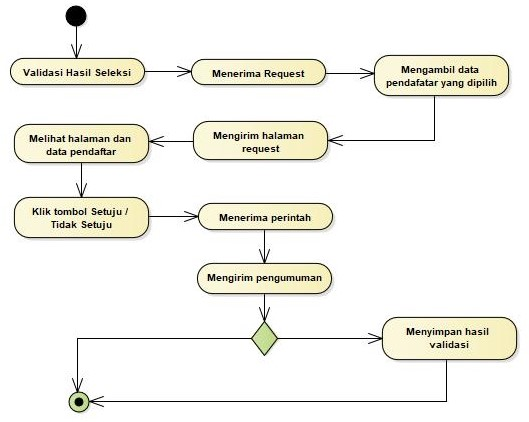 Validasi Hasil Seleksi
Menerima Request
Mengambil data
pendafatar yang dipilih
Melihat halaman dan
data pendaftar
Mengirim halaman
request
Klik tombol Setuju /
Tidak Setuju
Menerima perintah
Mengirim pengumuman
Menyimpan hasil
validasi